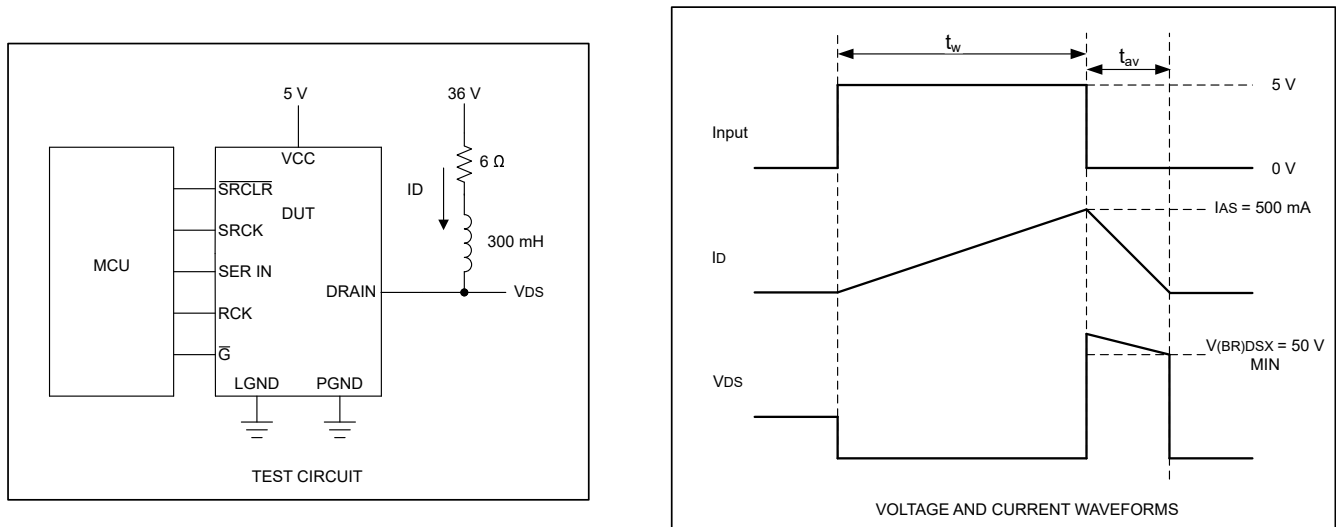 5 V
36 V
VCC
6 Ω
SRCLR
ID
DUT
SRCK
300 mH
MCU
SER IN
DRAIN
VDS
RCK
G
LGND
PGND
TEST CIRCUIT
tw
tav
5 V
Input
0 V
IAS = 500 mA
ID
V(BR)DSX = 50 V
MIN
VDS
VOLTAGE AND CURRENT WAVEFORMS